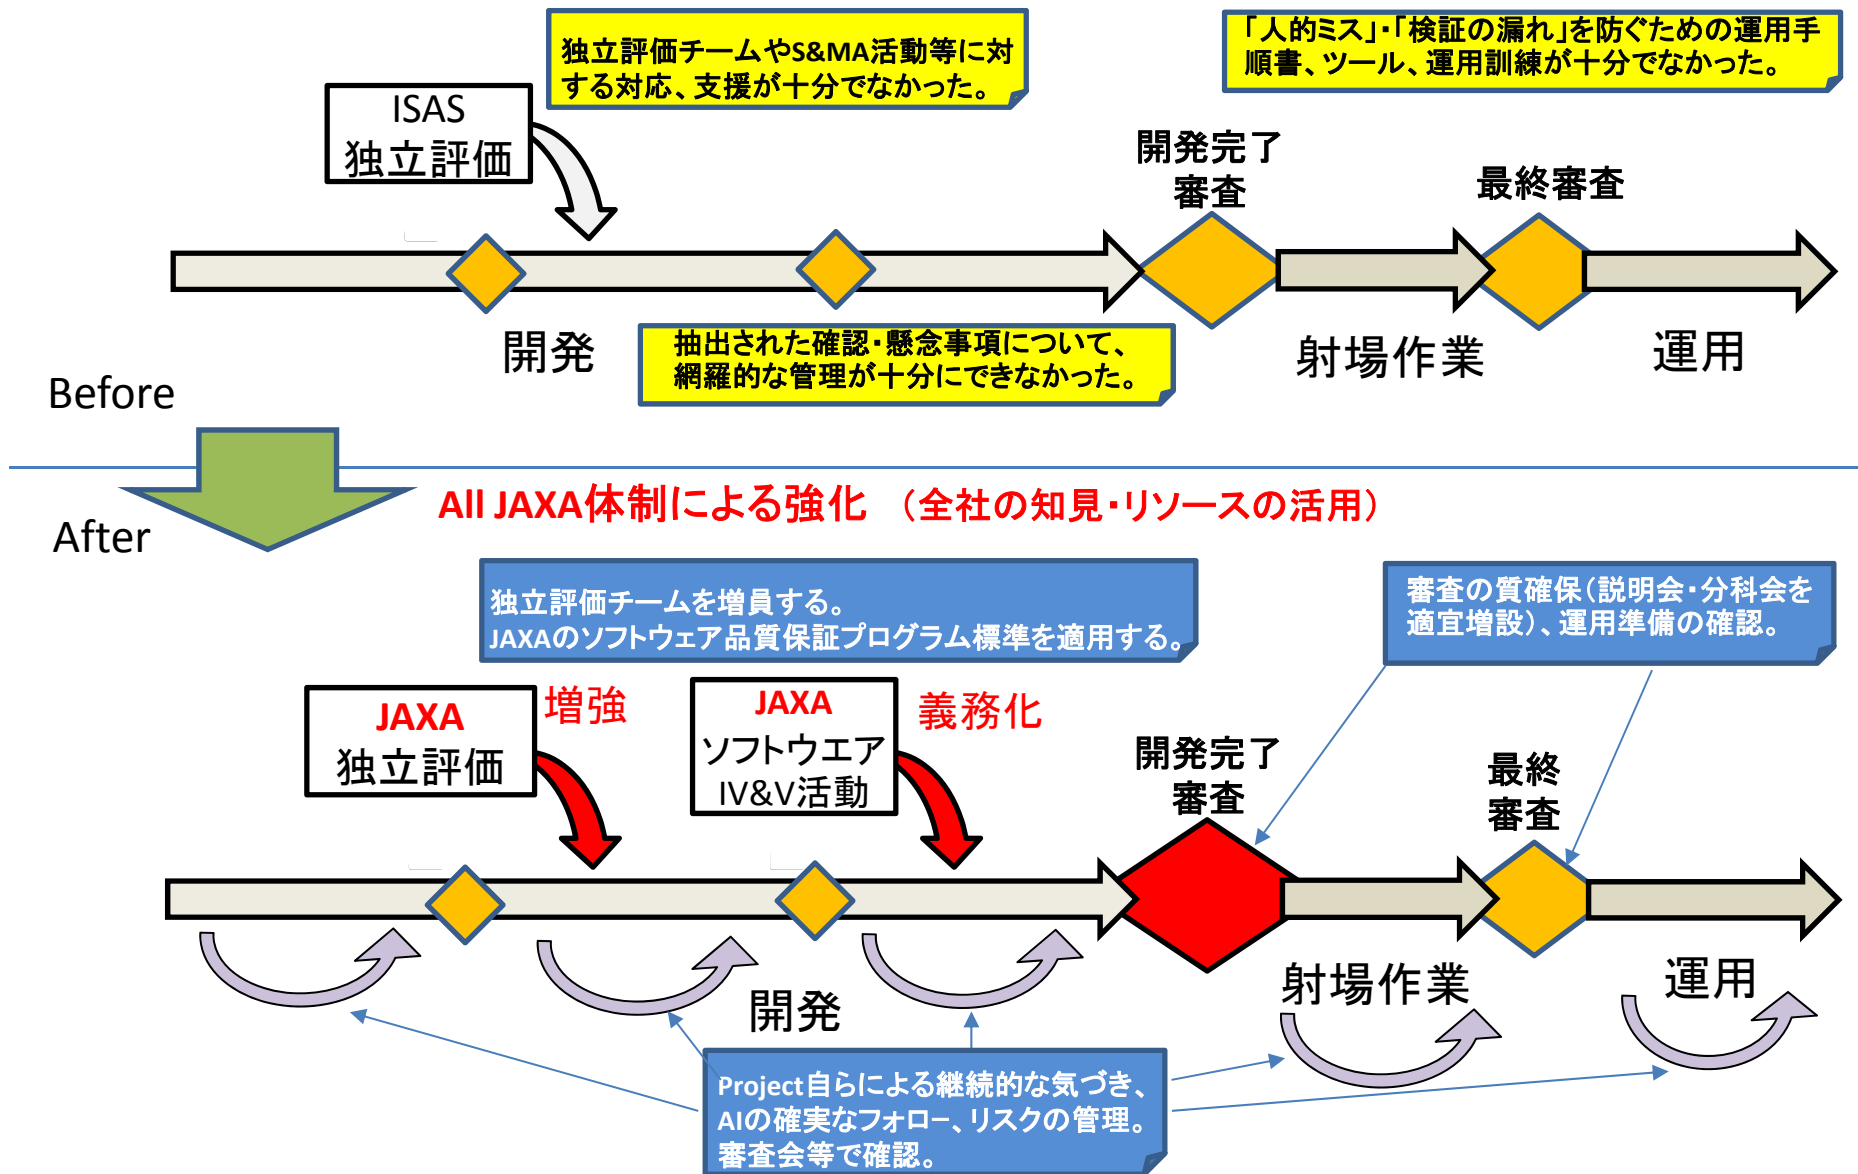 独立評価チームやS&MA活動等に対
する対応、支援が十分でなかった。
「人的ミス」・「検証の漏れ」を防ぐための運用手
順書、ツール、運用訓練が十分でなかった。
ISAS
独立評価
開発完了
審査
最終審査
開発
抽出された確認・懸念事項について、
網羅的な管理が十分にできなかった。
射場作業
運用
Before
After
All JAXA体制による強化 (全社の知見・リソースの活用)
独立評価チームを増員する。
JAXAのソフトウェア品質保証プログラム標準を適用する。
審査の質確保(説明会・分科会を
適宜増設)、運用準備の確認。
JAXA
独立評価
増強
JAXA
ソフトウエア
IV&V活動
義務化
開発完了
審査
最終
審査
開発
射場作業
運用
Project自らによる継続的な気づき、
AIの確実なフォロー、リスクの管理。
審査会等で確認。